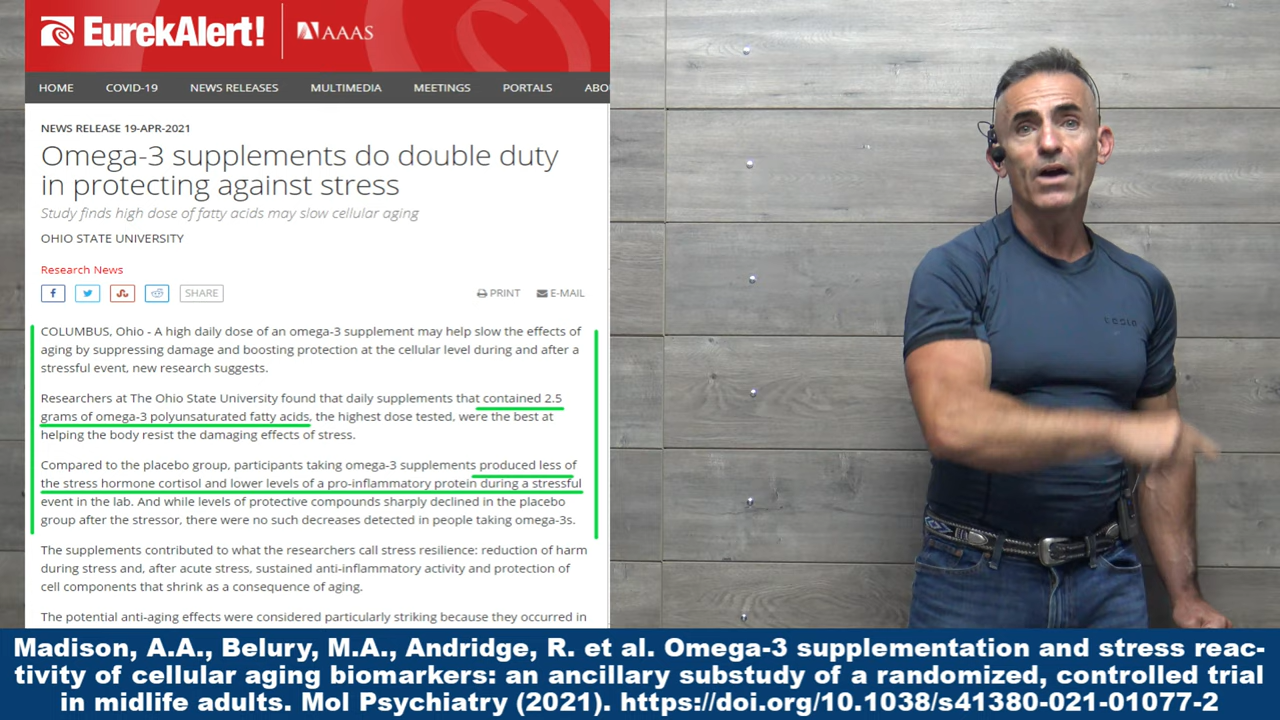 EurekAlert! AAAS
HOME COVID-19 NEWS RELEASES MULTIMEDIA MEETINGS PORTALS ABO
NEWS RELEASE 19-APR-2021
Omega-3 supplements do double duty
in protecting against stress
Study finds high dose of fatty acids may slow cellular aging
OHIO STATE UNIVERSITY
Research News
SHARE PRINT E-MAIL
COLUMBUS, Ohio - A high daily dose of an omega-3 supplement may help slow the effects of
aging by suppressing damage and boosting protection at the cellular level during and after a
stressful event, new research suggests.
Researchers at The Ohio State University found that daily supplements that contained 2.5
grams of omega-3 polyunsaturated fatty acids, the highest dose tested, were the best at
helping the body resist the damaging effects of stress.
Compared to the placebo group, participants taking omega-3 supplements produced less of
the stress hormone cortisol and lower levels of a pro-inflammatory protein during a stressful
event in the lab. And while levels of protective compounds sharply declined in the placebo
group after the stressor, there were no such decreases detected in people taking omega-3s.
The supplements contributed to what the researchers call stress resilience: reduction of harm
during stress and, after acute stress, sustained anti-inflammatory activity and protection of
cell components that shrink as a consequence of aging.
The potential anti-aging effects were considered particularly striking because they occurred in
Madison, A.A., Belury, M.A., Andridge, R. et al. Omega-3 supplementation and stress reac-
tivity of cellular aging biomarkers: an ancillary substudy of a randomized, controlled trial
in midlife adults. Mol Psychiatry (2021). https://doi.org/10.1038/s41380-021-01077-2